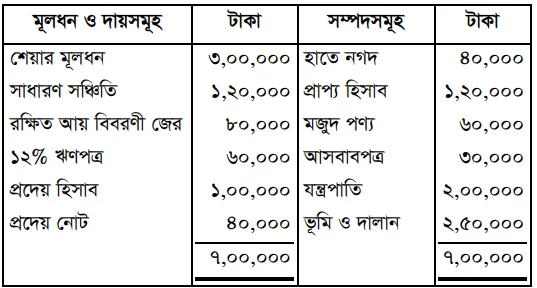 মূলধন ও দায়সমূহ টাকা সম্পদসমূহ টাকা
শেয়ার মূলধন ৩,০০,০০০ হাতে নগদ ৪০,০০০
সাধারণ সঞ্চিতি ১,২০,০০০ প্রাপ্য হিসাব ১,২০,০০০
রক্ষিত আয় বিবরণী জের ৮০,০০০ মজুদ পণ্য ৬০,০০০
১২% ঋণপত্র ৬০,০০০ আসবাবপত্র ৩০,০০০
প্রদেয় হিসাব ১,০০,০০০ যন্ত্রপাতি ২,০০,০০০
প্রদেয় নোট ৪০,০০০ ভূমি ও দালান ২,৫০,০০০
৭,০০,০০০ ৭,০০,০০০